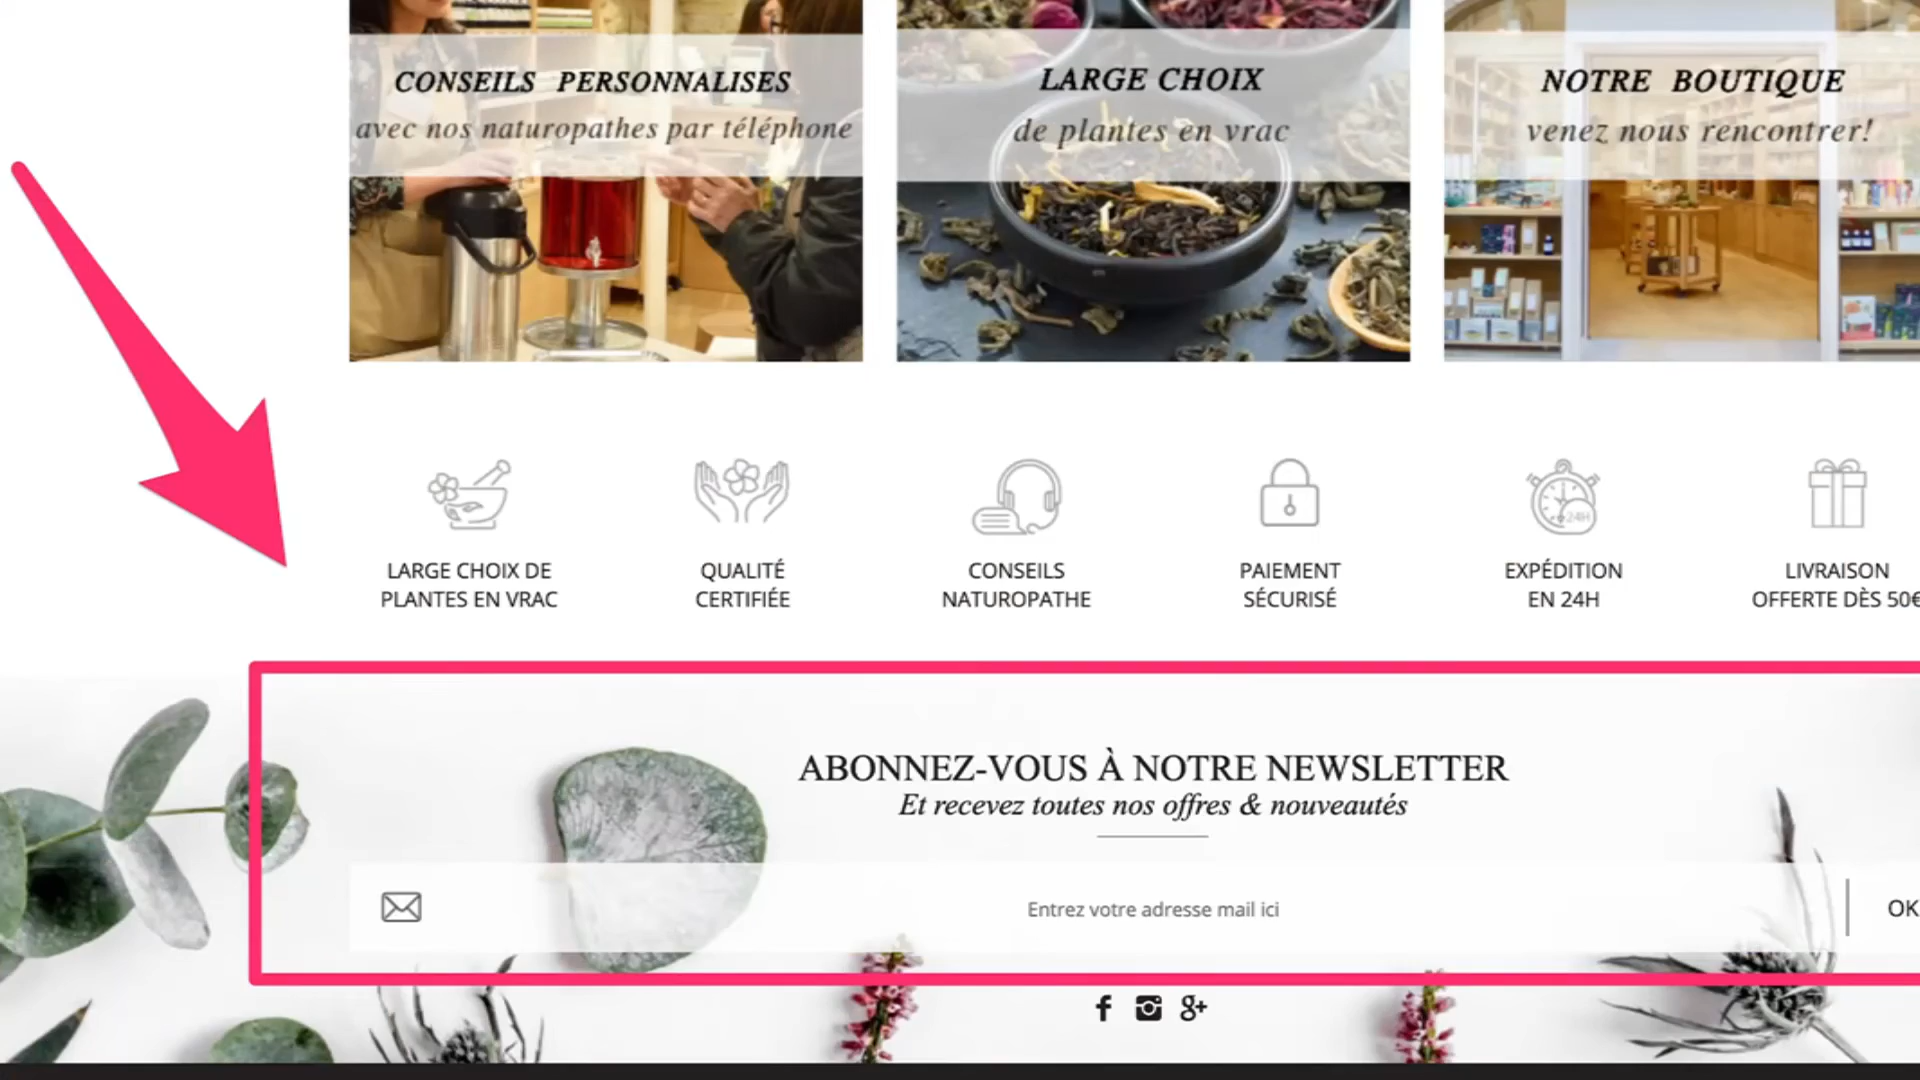 CONSEILS PERSONNALISES
avec nos naturopathes par téléphone
LARGE CHOIX
de plantes en vrac
NOTRE BOUTIQUE
venez nous rencontrer!
LARGE CHOIX DE
PLANTES EN VRAC
QUALITÉ
CERTIFIÉE
CONSEILS
NATUROPATHE
PAIEMENT
SÉCURISÉ
24H
EXPÉDITION
EN 24H
LIVRAISON
OFFERTE DÈS 50€
ABONNEZ-VOUS À NOTRE NEWSLETTER
Et recevez toutes nos offres & nouveautés
Entrez votre adresse mail ici
OK